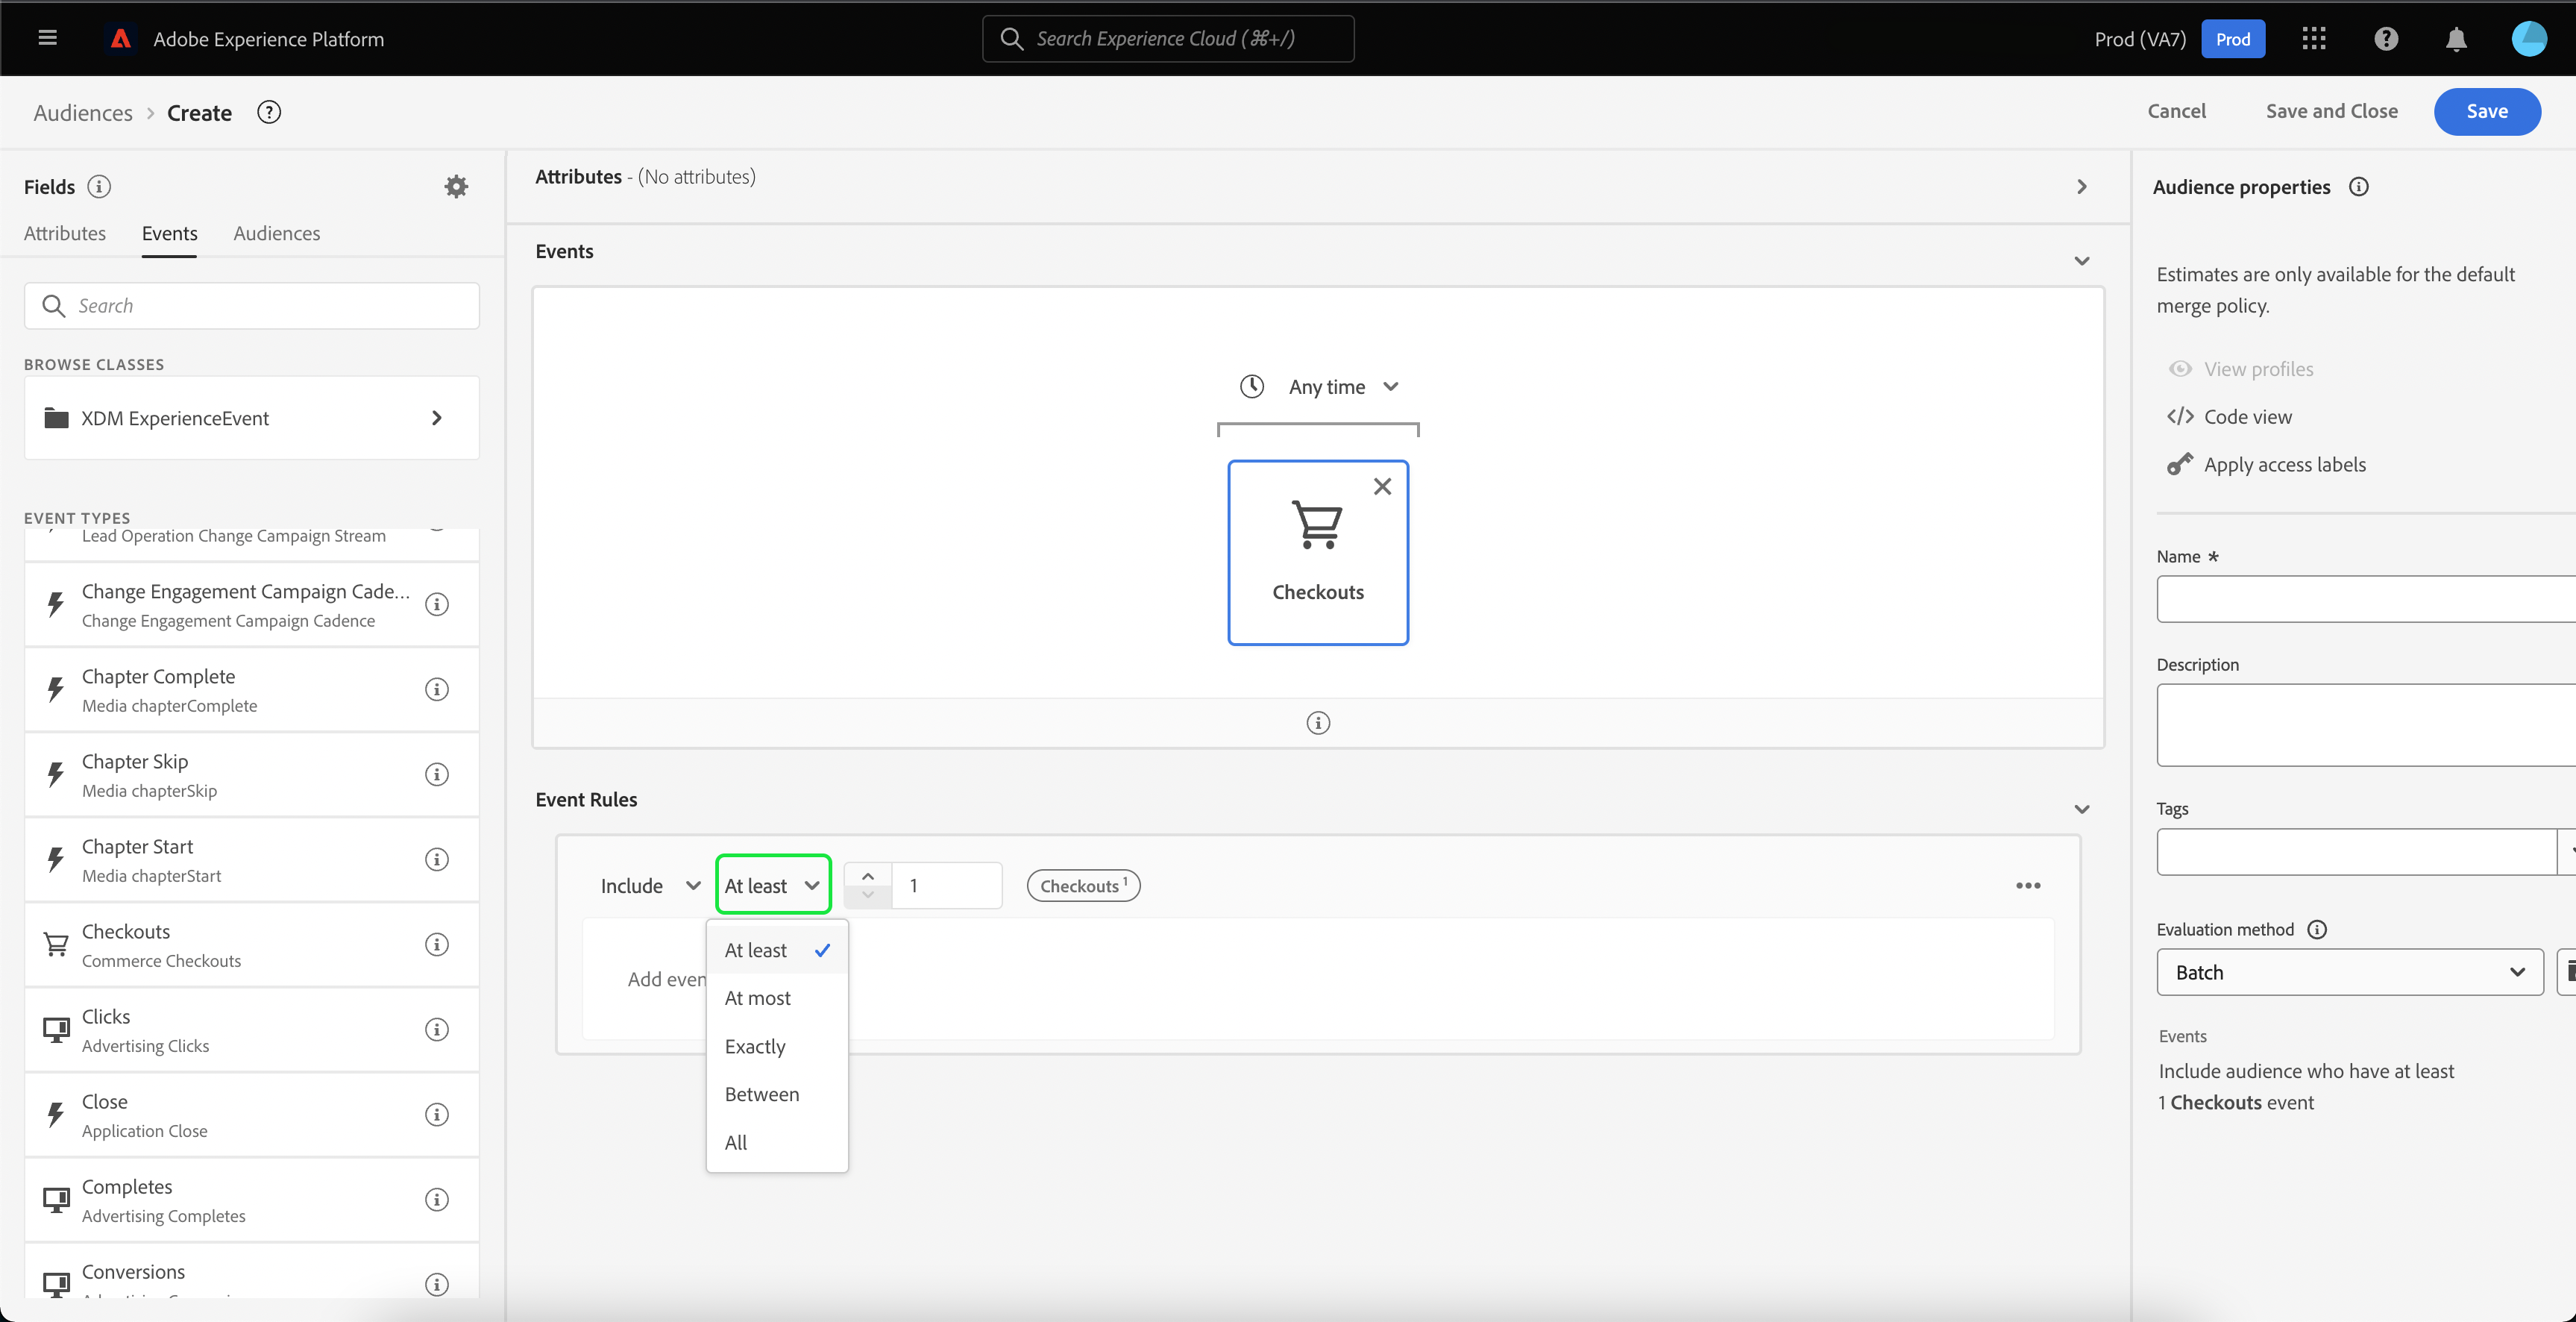 Adobe Experience Platform
Search Experience Cloud (⌘+/)
Prod (VA7)
Prod
Audiences > Create
Cancel
Save and Close
Save
Fields
Attributes
Events
Audiences
Search
BROWSE CLASSES
XDM ExperienceEvent
EVENT TYPES
Lead Operation Change Campaign Stream
Change Engagement Campaign Cade...
Change Engagement Campaign Cadence
Chapter Complete
Media chapterComplete
Chapter Skip
Media chapterSkip
Chapter Start
Media chapterStart
Checkouts
Commerce Checkouts
Clicks
Advertising Clicks
Close
Application Close
Completes
Advertising Completes
Conversions
Attributes - (No attributes)
Events
Any time
Checkouts
Event Rules
Include
At least
1
Checkouts 1
Add even
At least
At most
Exactly
Between
All
Audience properties
Estimates are only available for the default
merge policy.
View profiles
Code view
Apply access labels
Name *
Description
Tags
Evaluation method
Batch
Events
Include audience who have at least
1 Checkouts event